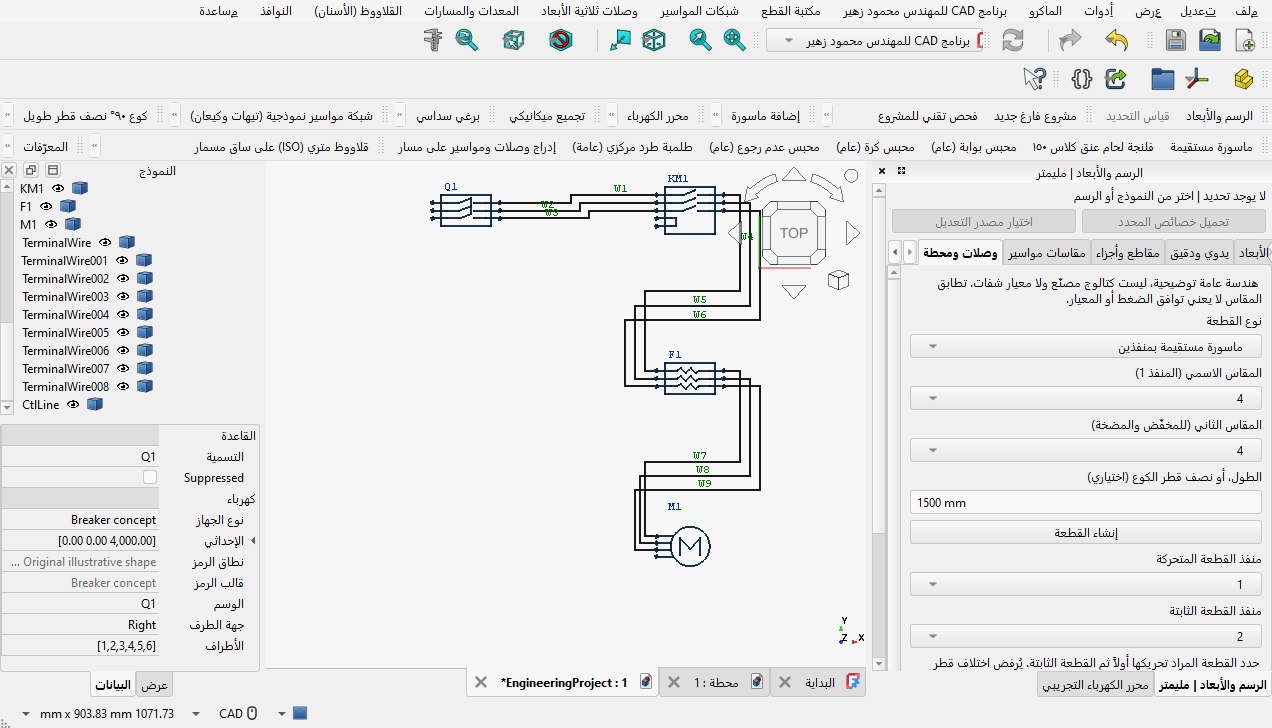 ملف تعديل عرض أدوات الماكرو برنامج CAD للمهندس محمود زهير مكتبة القطع شبكات المواسير وصلات ثلاثية الأبعاد المعدات والمسارات القلاووظ (الأسنان) النوافذ مساعدة
برنامج CAD للمهندس محمود زهير
الرسم والأبعاد قياس التحديد مشروع فارغ جديد فحص تقني للمشروع إضافة ماسورة محرر الكهرباء تجميع ميكانيكي برغي سداسي شبكة مواسير نموذجية (تيهات وكيعان) كوع ٩٠° نصف قطر طويل
ماسورة مستقيمة فلنجة لحام عنق كلاس ١٥٠ محبس بوابة (عام) محبس كرة (عام) محبس عدم رجوع (عام) طلمبة طرد مركزي (عامة) إدراج وصلات ومواسير على مسار قلاووظ متري (ISO) على ساق مسمار المعرّفات
الرسم والأبعاد | مليمتر
لا يوجد تحديد | اختر من النموذج أو الرسم
تحميل خصائص المحدد
اختيار مصدر التعديل
الأبعاد يدوي ودقيق مقاطع وأجزاء مقاسات مواسير وصلات ومحطة
هندسة عامة توضيحية، ليست كتالوج مصنّع ولا معيار شفات. تطابق
المقاس لا يعني توافق الضغط أو المعيار.
نوع القطعة
ماسورة مستقيمة بمنفذين
المقاس الاسمي (المنفذ 1)
4
المقاس الثاني (للمخفّض والمضخة)
4
الطول، أو نصف قطر الكوع (اختياري)
1500 mm
إنشاء القطعة
منفذ القطعة المتحركة
1
منفذ القطعة الثابتة
2
حدد القطعة المراد تحريكها أولاً ثم القطعة الثابتة. يُرفض اختلاف قطر
الرسم والأبعاد | مليمتر
محرر الكهرباء التجريبي
النموذج
KM1
F1
M1
TerminalWire
TerminalWire001
TerminalWire002
TerminalWire003
TerminalWire004
TerminalWire005
TerminalWire006
TerminalWire007
TerminalWire008
CtlLine
القاعدة
التسمية Q1
Suppressed
كهرباء
نوع الجهاز Breaker concept
الإحداثي [0.00 0.00 4,000.00]
نطاق الرمز Original illustrative shape ...
قالب الرمز Breaker concept
الوسم Q1
جهة الطرف Right
الأطراف [1,2,3,4,5,6]
عرض
البيانات
Q1
W1
W2
W3
KM1
W4
TOP
W5
W6
F1
W7
W8
W9
M1
M
Y
Z
X
البداية
محطة : 1
EngineeringProject : 1*
1071.73 mm x 903.83 mm
CAD